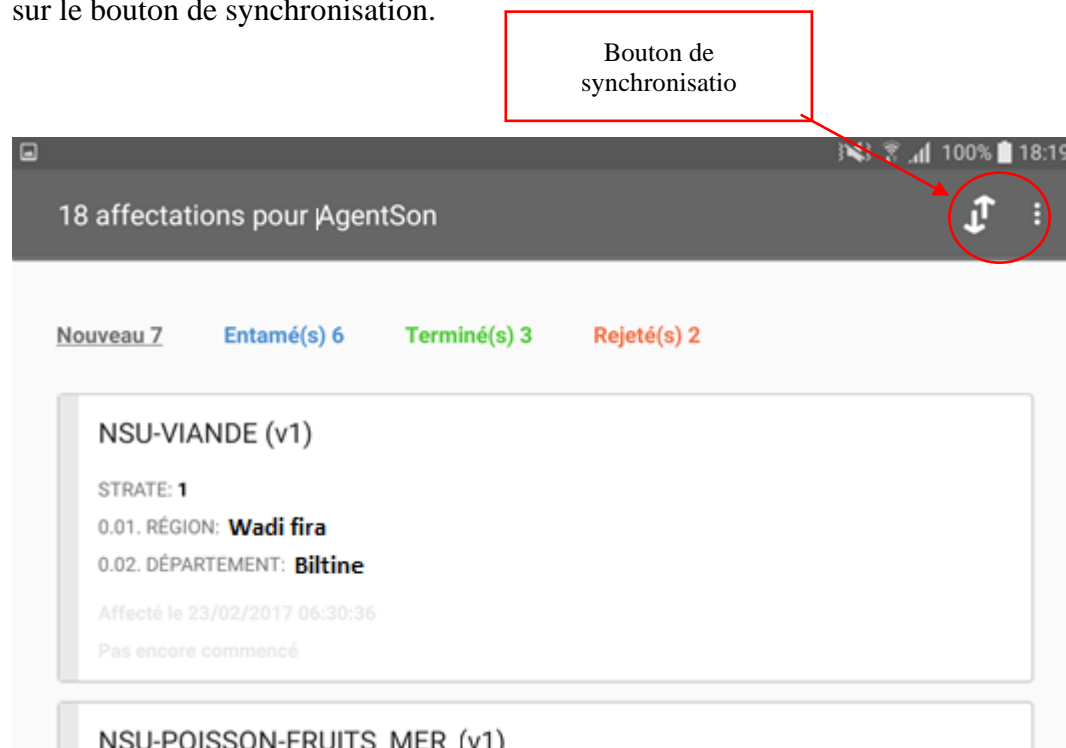 sur le bouton de synchronisation.
Bouton de
synchronisatio
100% 18:19
18 affectations pour AgentSon
Nouveau 7 Entamé(s) 6 Terminé(s) 3 Rejeté(s) 2
NSU-VIANDE (v1)
STRATE: 1
0.01. RÉGION: Wadi fira
0.02. DÉPARTEMENT: Biltine
Affecté le 23/02/2017 06:30:36
Pas encore commencé
NSU-POISSON-FRUITS_MER (v1)